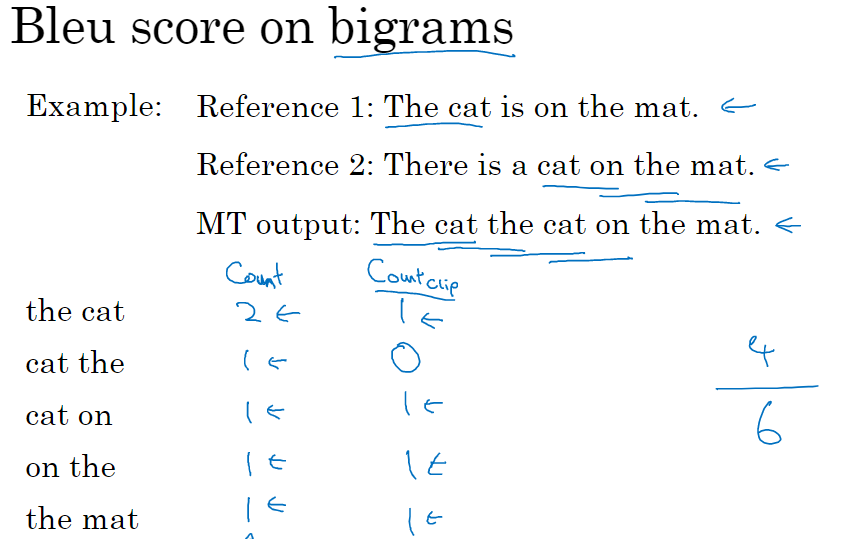 Bleu score on bigrams
Example: Reference 1: The cat is on the mat. ←
Reference 2: There is a cat on the mat. ←
MT output: The cat the cat on the mat. ←
Count Count clip
the cat 2 ← 1 ←
cat the 1 ← 0
cat on 1 ← 1 ←
on the 1 ← 1 ←
the mat 1 ← 1 ←
4
6